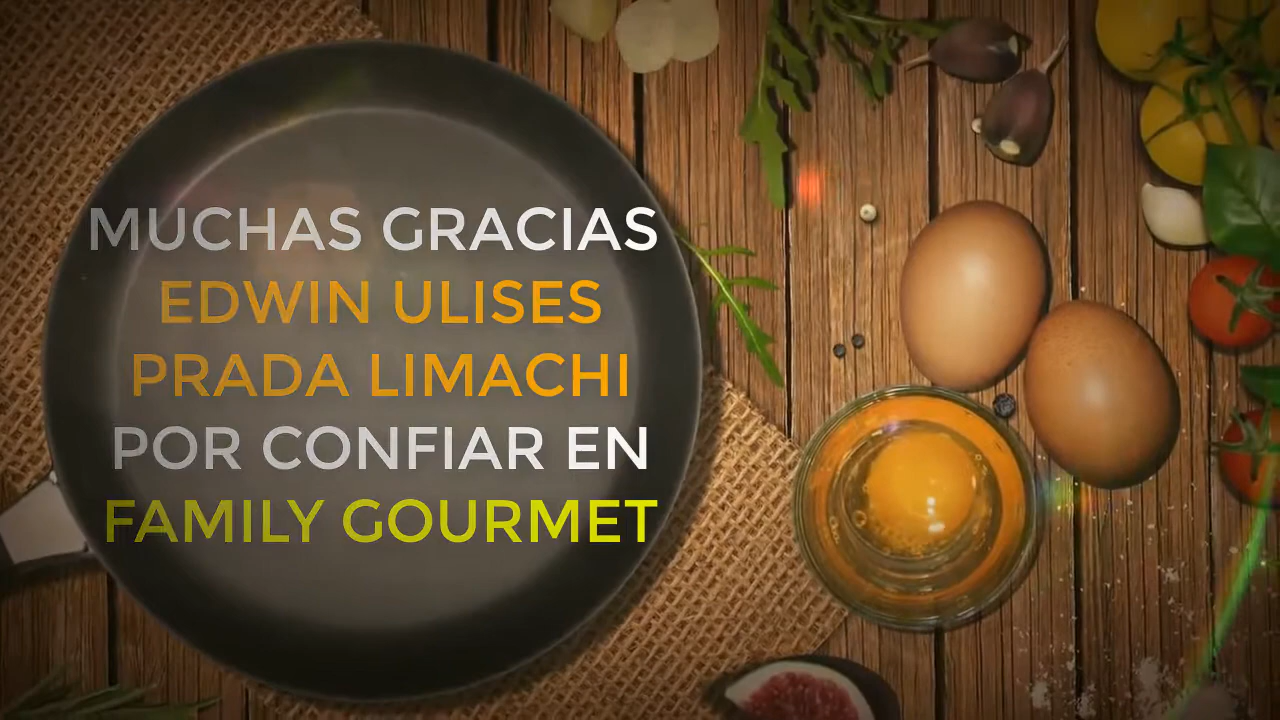 MUCHAS GRACIAS
EDWIN ULISES
PRADA LIMACHI
POR CONFIAR EN
FAMILY GOURMET